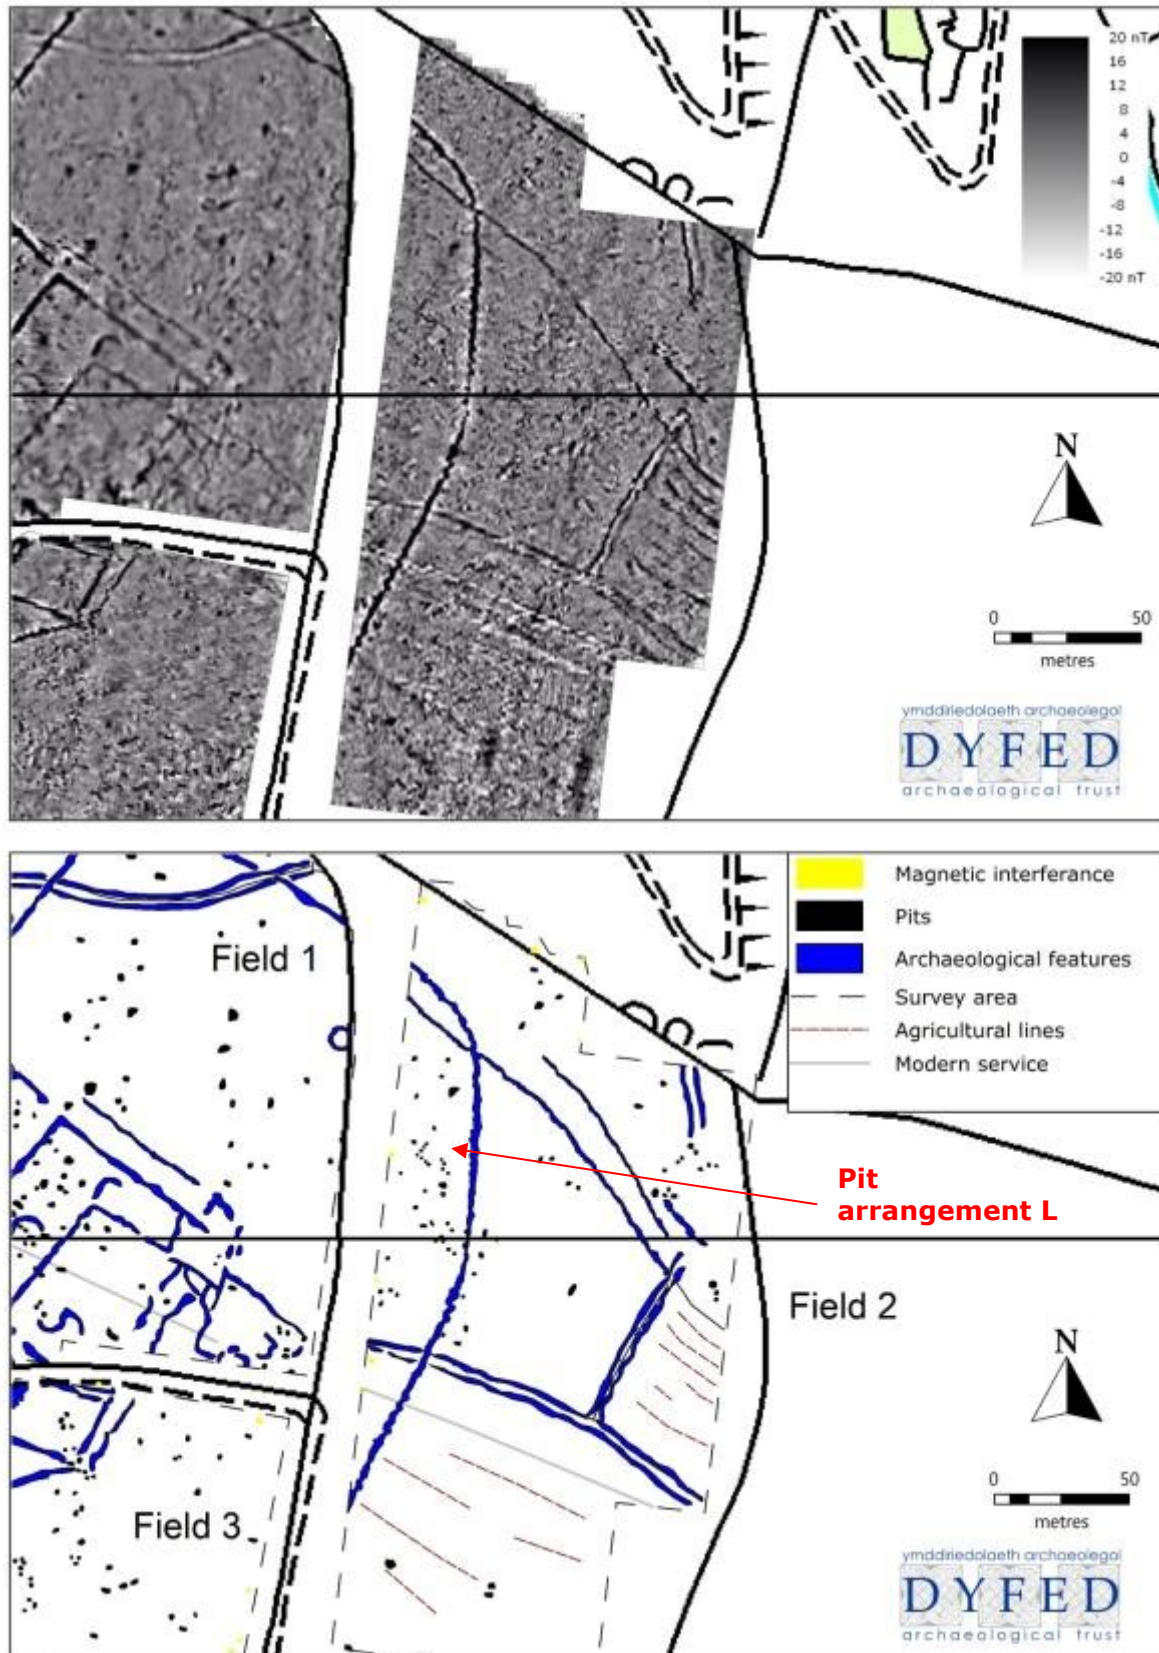 20 nT
16
12
8
4
0
-4
-8
-12
-16
-20 nT
N
0 50
metres
ymddiriedolaeth archaeolegol
DYFED
archaeological trust
Magnetic interferance
Pits
Archaeological features
Survey area
Agricultural lines
Modern service
Field 1
Pit
arrangement L
Field 2
N
Field 3
0 50
metres
ymddiriedolaeth archaeolegol
DYFED
archaeological trust